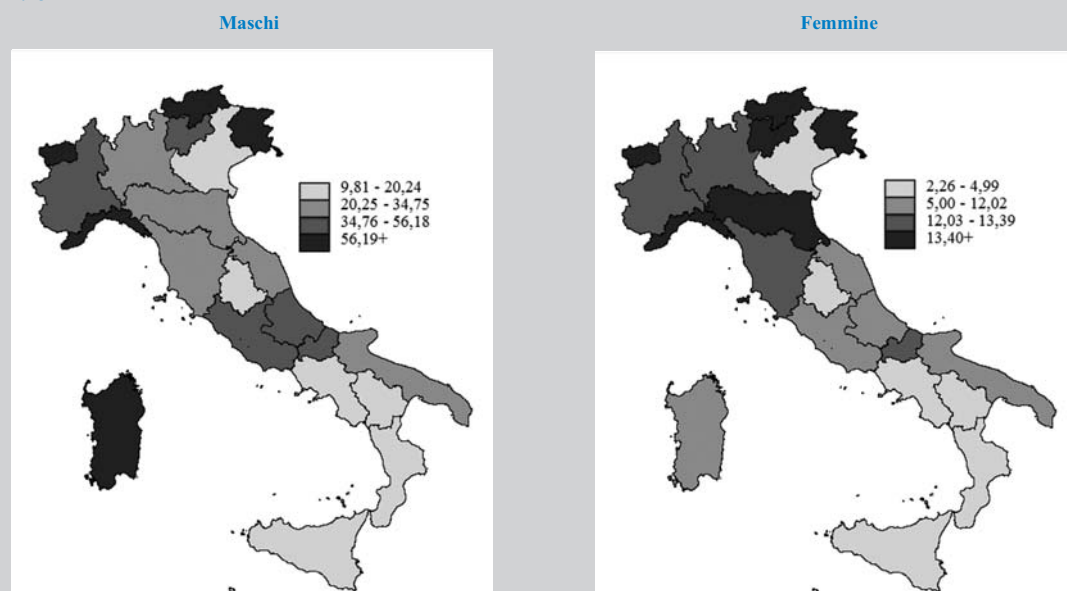 Maschi
9,81 - 20,24
20,25 - 34,75
34,76 - 56,18
56,19+
Femmine
2,26 - 4,99
5,00 - 12,02
12,03 - 13,39
13,40+